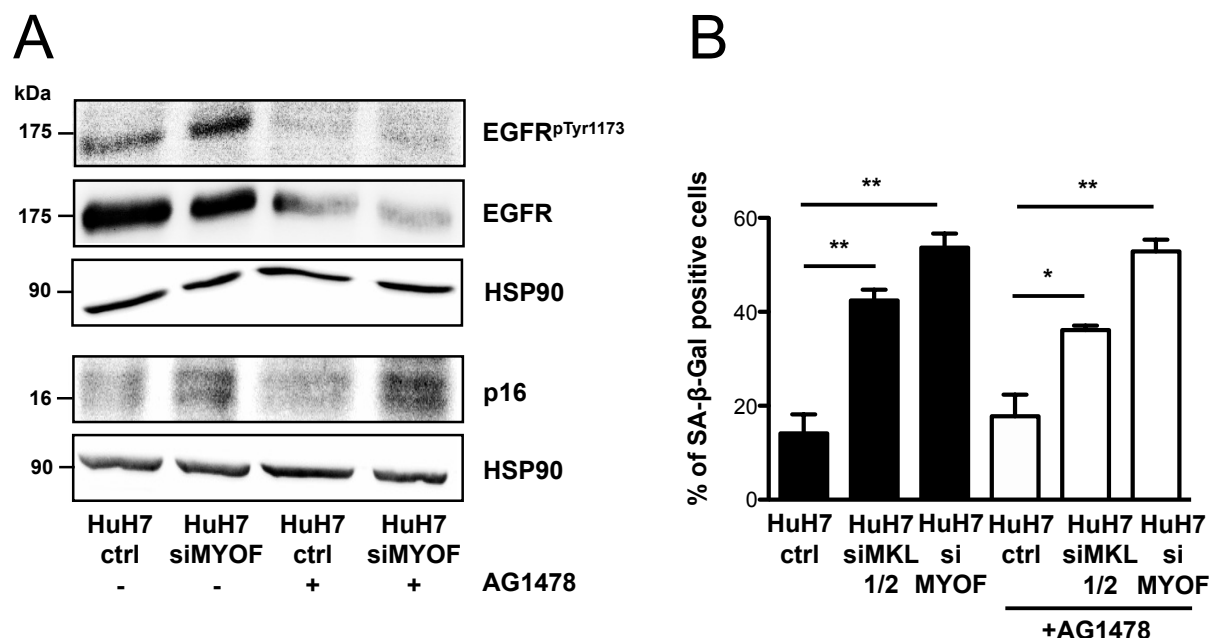 A
kDa
175
EGFRpTyr1173
175
EGFR
90
HSP90
16
p16
90
HSP90
HuH7 HuH7 HuH7 HuH7
ctrl siMYOF ctrl siMYOF
- - + + AG1478
B
% of SA-β-Gal positive cells
60
40
20
0
** ** ** *
HuH7 HuH7 HuH7 HuH7 HuH7 HuH7
ctrl siMKL si ctrl siMKL si
1/2 MYOF 1/2 MYOF
+AG1478